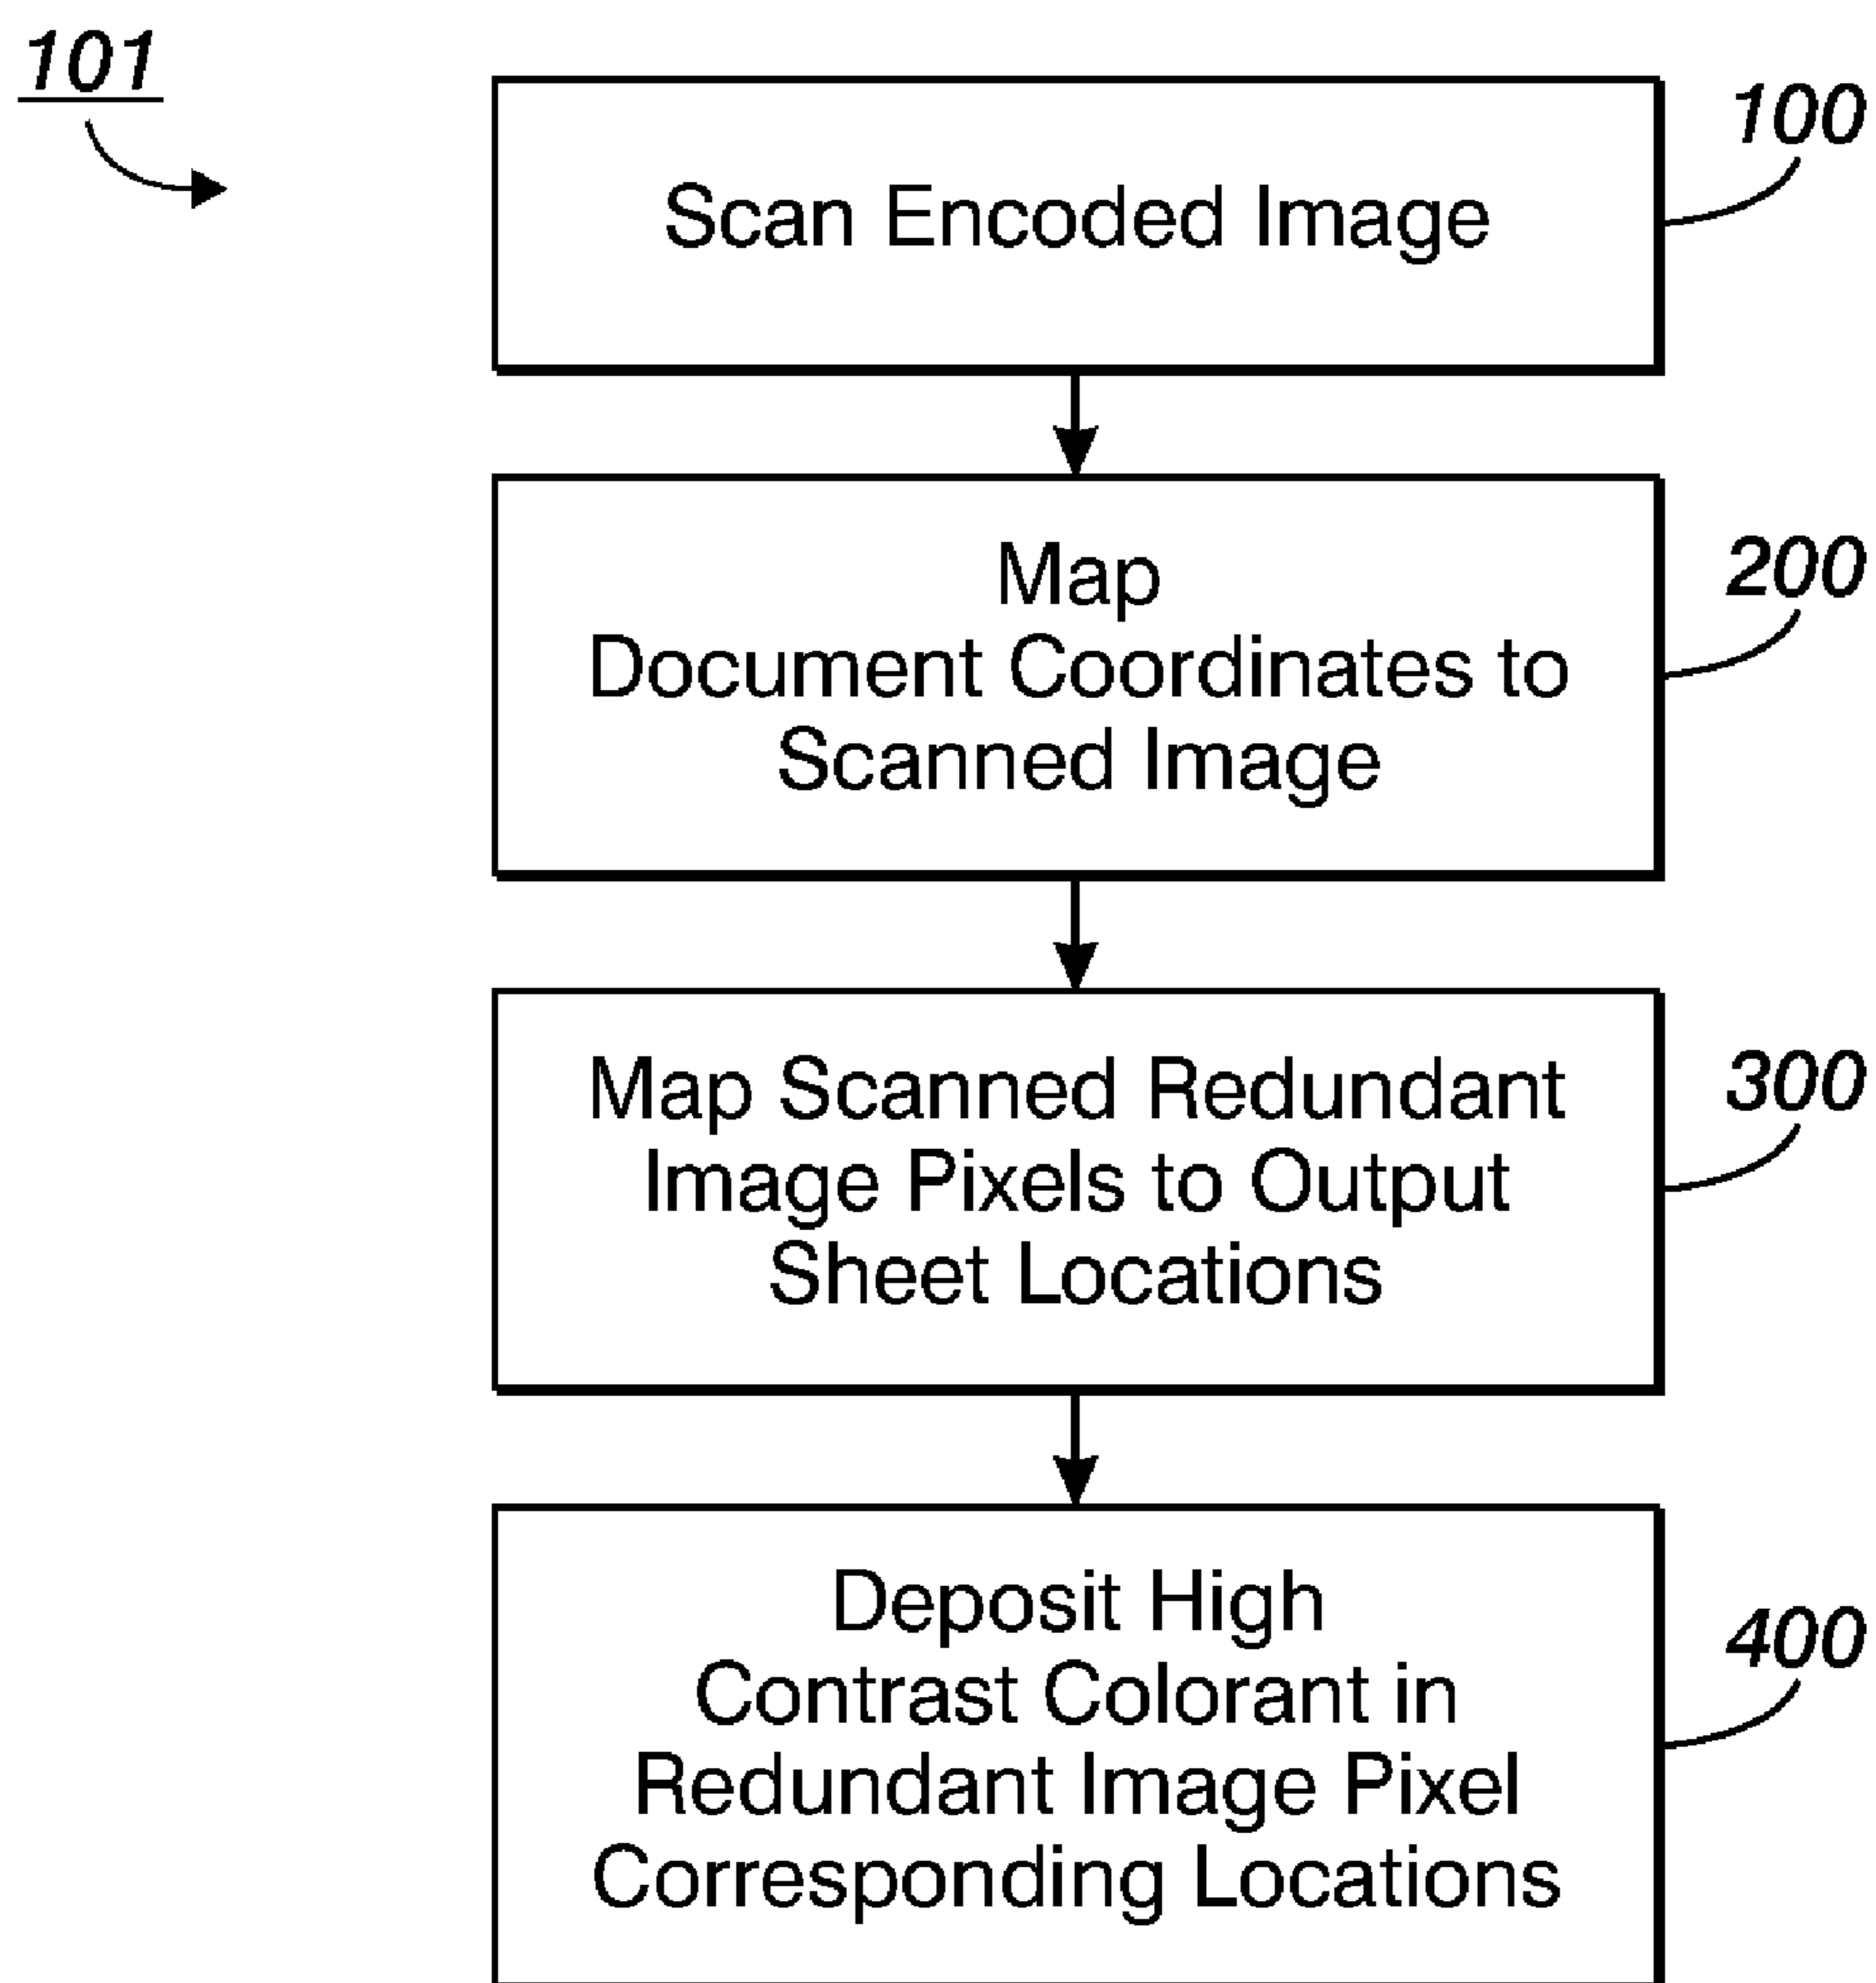 101
100
Scan Encoded Image
200
Map
Document Coordinates to
Scanned Image
300
Map Scanned Redundant
Image Pixels to Output
Sheet Locations
400
Deposit High
Contrast Colorant in
Redundant Image Pixel
Corresponding Locations